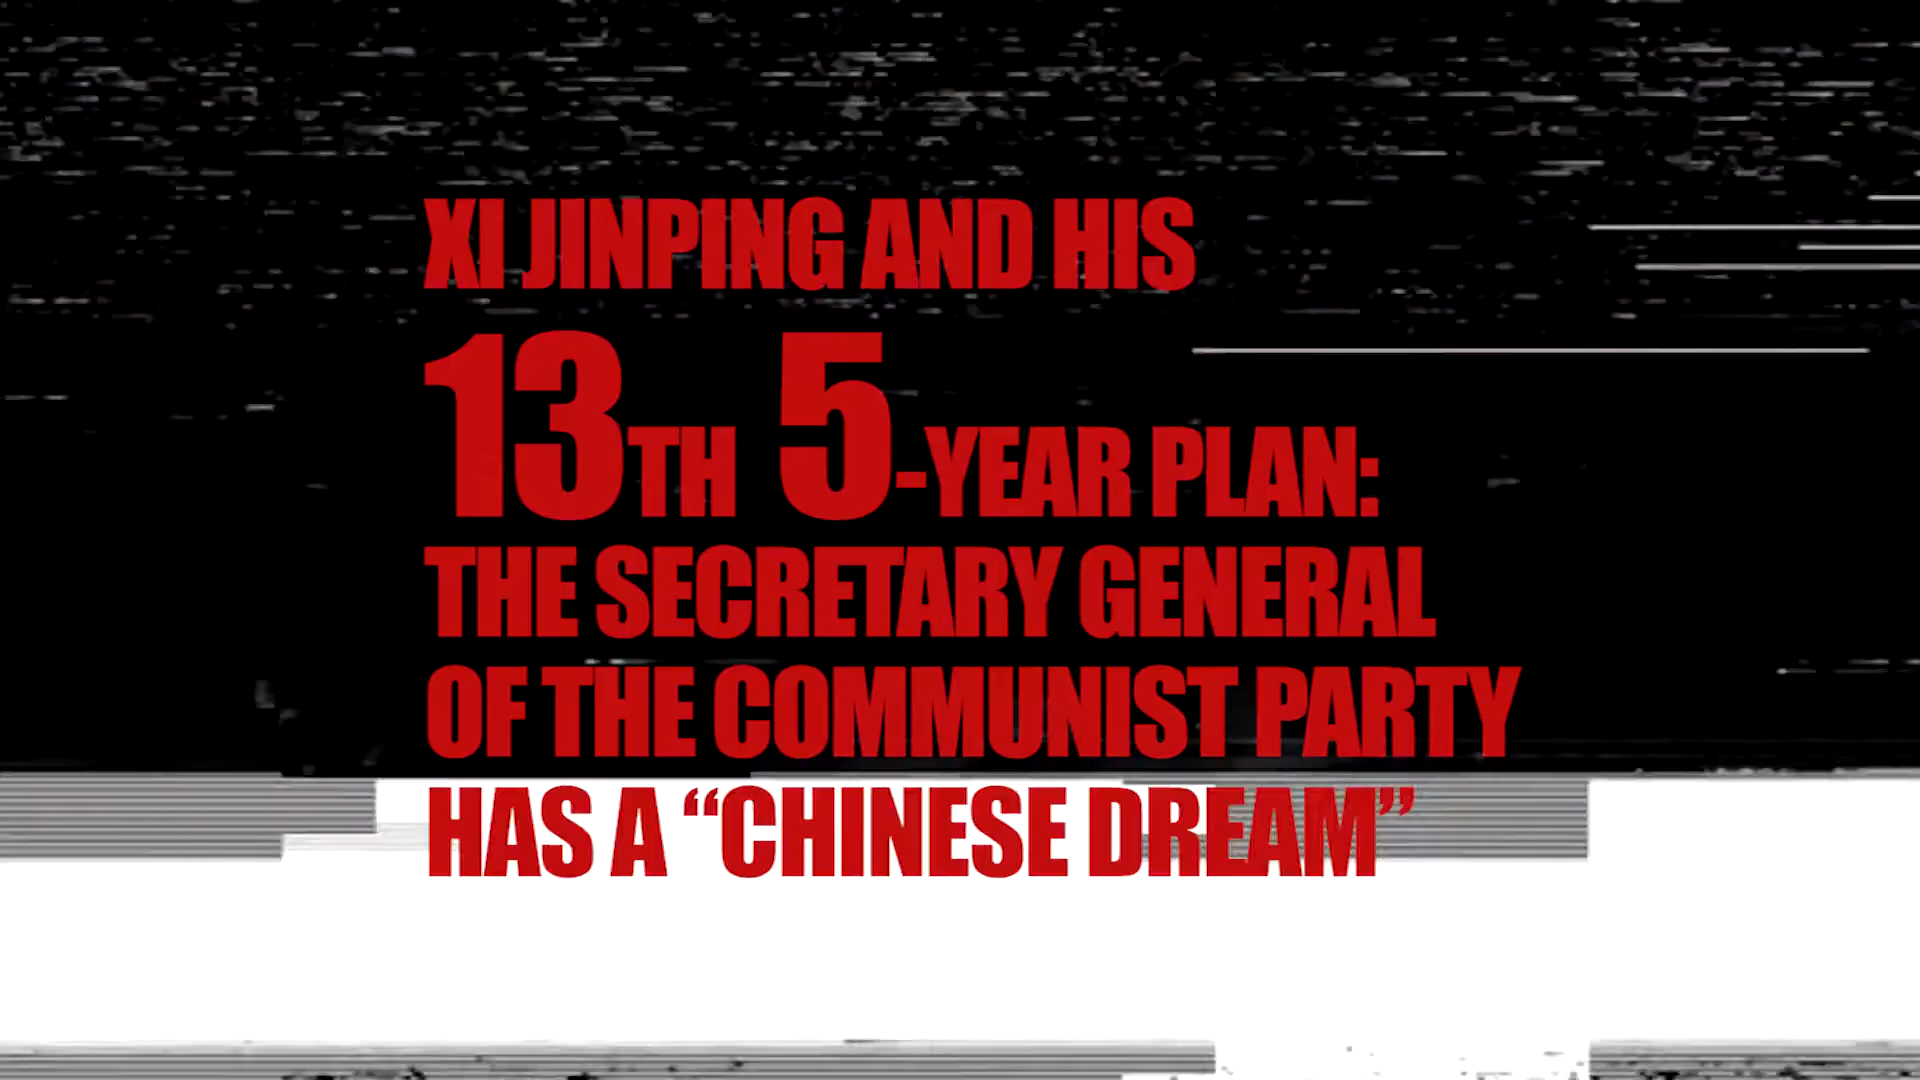 XI JINPING AND HIS
13TH 5-YEAR PLAN:
THE SECRETARY GENERAL
OF THE COMMUNIST PARTY
HAS A “CHINESE DREAM”